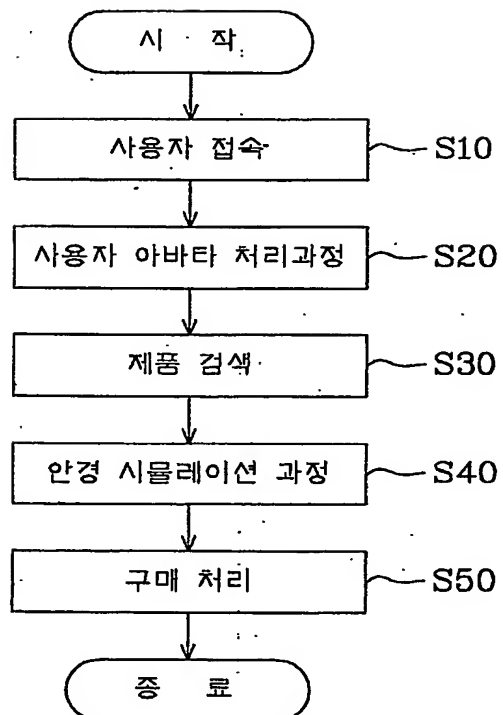 시 작
사용자 접속 S10
사용자 아바타 처리과정 S20
제품 검색 S30
안경 시뮬레이션 과정 S40
구매 처리 S50
종 료